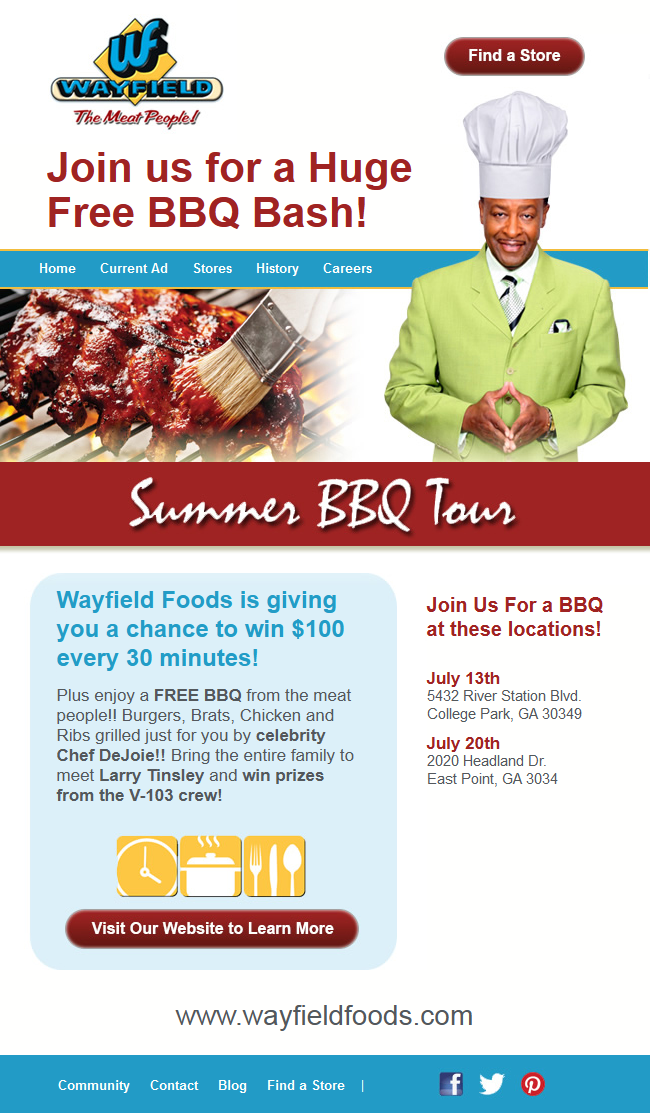 WF
WAYFIELD
The Meat People!
Find a Store
Join us for a Huge
Free BBQ Bash!
Home Current Ad Stores History Careers
Summer BBQ Tour
Wayfield Foods is giving
you a chance to win $100
every 30 minutes!
Plus enjoy a FREE BBQ from the meat
people!! Burgers, Brats, Chicken and
Ribs grilled just for you by celebrity
Chef DeJoie!! Bring the entire family to
meet Larry Tinsley and win prizes
from the V-103 crew!
Visit Our Website to Learn More
Join Us For a BBQ
at these locations!
July 13th
5432 River Station Blvd.
College Park, GA 30349
July 20th
2020 Headland Dr.
East Point, GA 3034
www.wayfieldfoods.com
Community Contact Blog Find a Store |